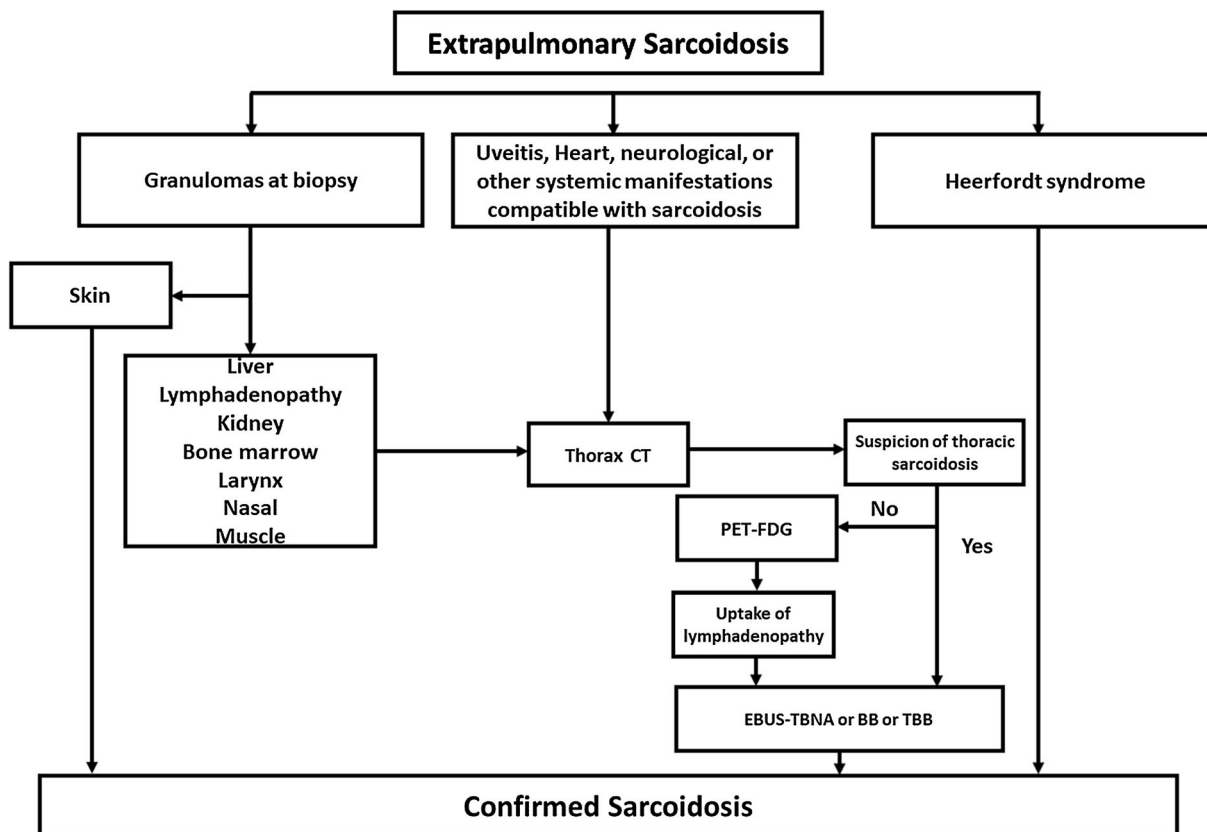 Extrapulmonary Sarcoidosis
Granulomas at biopsy
Uveitis, Heart, neurological, or
other systemic manifestations
compatible with sarcoidosis
Heerfordt syndrome
Skin
Liver
Lymphadenopathy
Kidney
Bone marrow
Larynx
Nasal
Muscle
Thorax CT
Suspicion of thoracic
sarcoidosis
No
Yes
PET-FDG
Uptake of
lymphadenopathy
EBUS-TBNA or BB or TBB
Confirmed Sarcoidosis